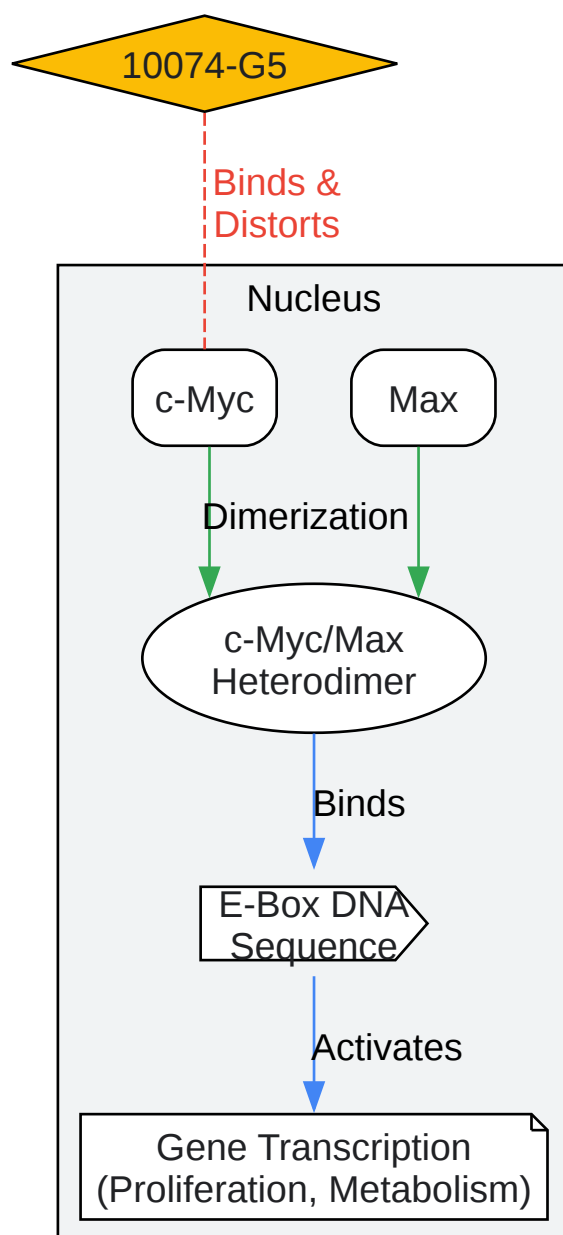 10074-G5
Binds &
Distorts
Nucleus
c-Myc
Max
Dimerization
c-Myc/Max
Heterodimer
Binds
E-Box DNA
Sequence
Activates
Gene Transcription
(Proliferation, Metabolism)